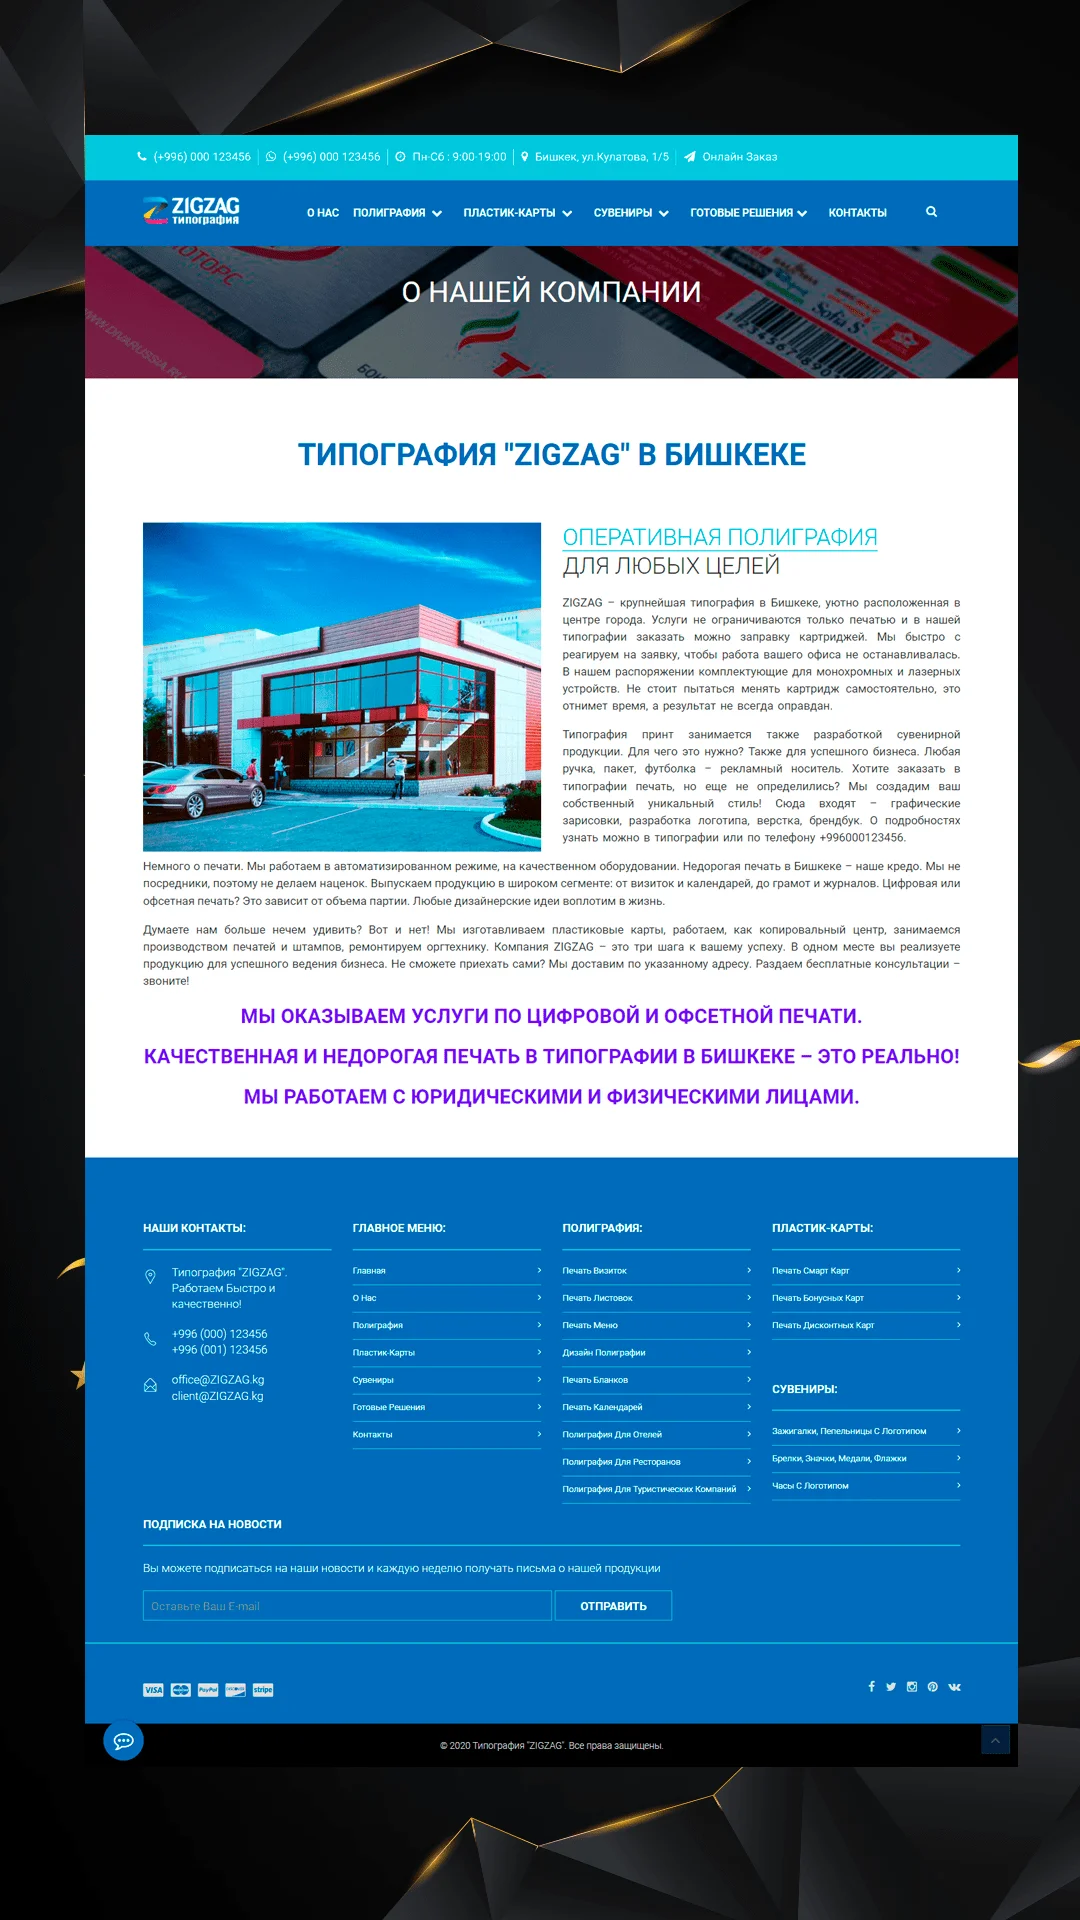 (+996) 000 123456 (+996) 000 123456 Пн-Сб : 9:00-19:00 Бишкек, ул.Кулатова, 1/5 Онлайн Заказ
ZIGZAG
типография
О НАС ПОЛИГРАФИЯ ПЛАСТИК-КАРТЫ СУВЕНИРЫ ГОТОВЫЕ РЕШЕНИЯ КОНТАКТЫ
О НАШЕЙ КОМПАНИИ
ТИПОГРАФИЯ "ZIGZAG" В БИШКЕКЕ
ОПЕРАТИВНАЯ ПОЛИГРАФИЯ
ДЛЯ ЛЮБЫХ ЦЕЛЕЙ
ZIGZAG – крупнейшая типография в Бишкеке, уютно расположенная в
центре города. Услуги не ограничиваются только печатью и в нашей
типографии заказать можно заправку картриджей. Мы быстро с
реагируем на заявку, чтобы работа вашего офиса не останавливалась.
В нашем распоряжении комплектующие для монохромных и лазерных
устройств. Не стоит пытаться менять картридж самостоятельно, это
отнимет время, а результат не всегда оправдан.
Типография принт занимается также разработкой сувенирной
продукции. Для чего это нужно? Также для успешного бизнеса. Любая
ручка, пакет, футболка – рекламный носитель. Хотите заказать в
типографии печать, но еще не определились? Мы создадим ваш
собственный уникальный стиль! Сюда входят – графические
зарисовки, разработка логотипа, верстка, брендбук. О подробностях
узнать можно в типографии или по телефону +996000123456.
Немного о печати. Мы работаем в автоматизированном режиме, на качественном оборудовании. Недорогая печать в Бишкеке – наше кредо. Мы не
посредники, поэтому не делаем наценок. Выпускаем продукцию в широком сегменте: от визиток и календарей, до грамот и журналов. Цифровая или
офсетная печать? Это зависит от объема партии. Любые дизайнерские идеи воплотим в жизнь.
Думаете нам больше нечем удивить? Вот и нет! Мы изготавливаем пластиковые карты, работаем, как копировальный центр, занимаемся
производством печатей и штампов, ремонтируем оргтехнику. Компания ZIGZAG – это три шага к вашему успеху. В одном месте вы реализуете
продукцию для успешного ведения бизнеса. Не сможете приехать сами? Мы доставим по указанному адресу. Раздаем бесплатные консультации –
звоните!
МЫ ОКАЗЫВАЕМ УСЛУГИ ПО ЦИФРОВОЙ И ОФСЕТНОЙ ПЕЧАТИ.
КАЧЕСТВЕННАЯ И НЕДОРОГАЯ ПЕЧАТЬ В ТИПОГРАФИИ В БИШКЕКЕ – ЭТО РЕАЛЬНО!
МЫ РАБОТАЕМ С ЮРИДИЧЕСКИМИ И ФИЗИЧЕСКИМИ ЛИЦАМИ.
НАШИ КОНТАКТЫ:
Типография "ZIGZAG".
Работаем Быстро и
качественно!
+996 (000) 123456
+996 (001) 123456
office@ZIGZAG.kg
client@ZIGZAG.kg
ГЛАВНОЕ МЕНЮ:
Главная
О Нас
Полиграфия
Пластик-Карты
Сувениры
Готовые Решения
Контакты
ПОЛИГРАФИЯ:
Печать Визиток
Печать Листовок
Печать Меню
Дизайн Полиграфии
Печать Бланков
Печать Календарей
Полиграфия Для Отелей
Полиграфия Для Ресторанов
Полиграфия Для Туристических Компаний
ПЛАСТИК-КАРТЫ:
Печать Смарт Карт
Печать Бонусных Карт
Печать Дисконтных Карт
СУВЕНИРЫ:
Зажигалки, Пепельницы С Логотипом
Брелки, Значки, Медали, Флажки
Часы С Логотипом
ПОДПИСКА НА НОВОСТИ
Вы можете подписаться на наши новости и каждую неделю получать письма о нашей продукции
Оставьте Ваш E-mail
ОТПРАВИТЬ
VISA PayPal DISCOVER stripe
© 2020 Типография "ZIGZAG". Все права защищены.